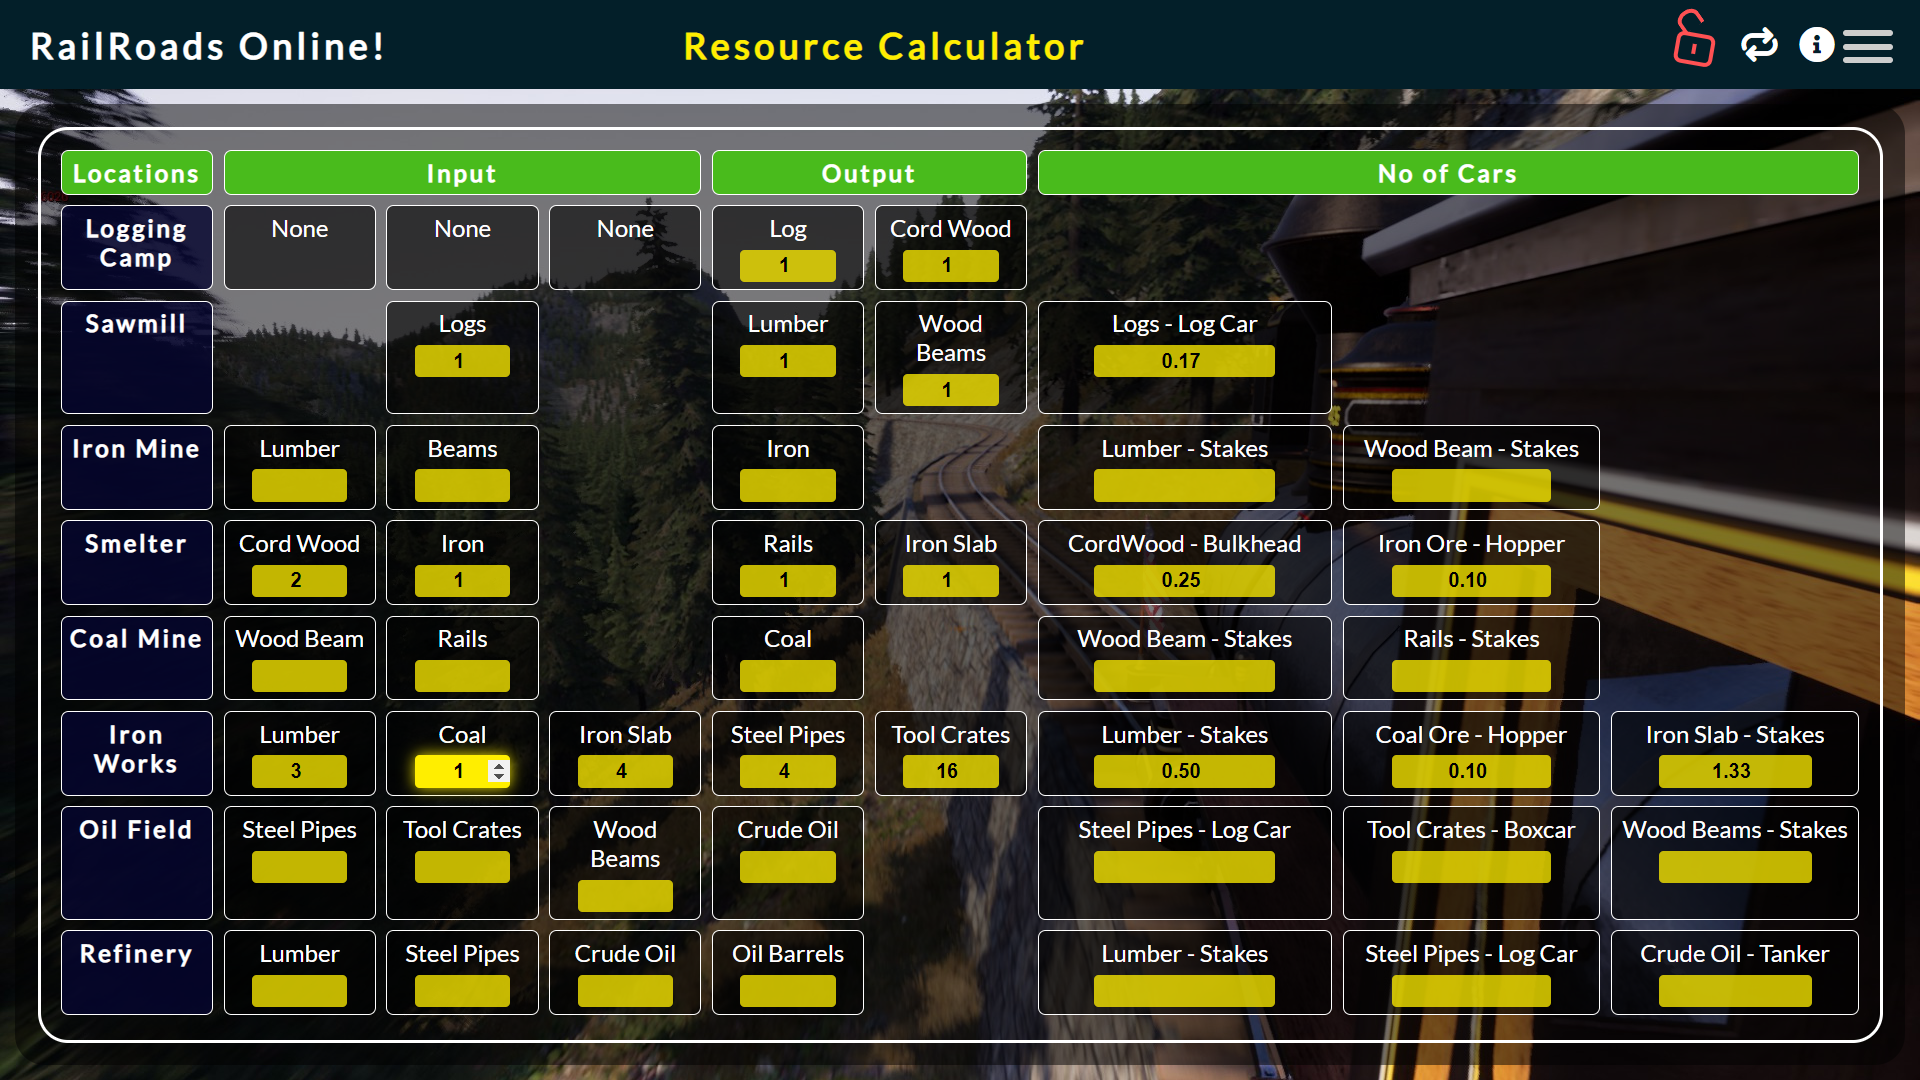 RailRoads Online!
Resource Calculator
Locations
Input
Output
No of Cars
Logging
Camp
None
None
None
Log
1
Cord Wood
1
Sawmill
Logs
1
Lumber
1
Wood
Beams
1
Logs - Log Car
0.17
Iron Mine
Lumber
Beams
Iron
Lumber - Stakes
Wood Beam - Stakes
Smelter
Cord Wood
2
Iron
1
Rails
1
Iron Slab
1
CordWood - Bulkhead
0.25
Iron Ore - Hopper
0.10
Coal Mine
Wood Beam
Rails
Coal
Wood Beam - Stakes
Rails - Stakes
Iron
Works
Lumber
3
Coal
1
Iron Slab
4
Steel Pipes
4
Tool Crates
16
Lumber - Stakes
0.50
Coal Ore - Hopper
0.10
Iron Slab - Stakes
1.33
Oil Field
Steel Pipes
Tool Crates
Wood
Beams
Crude Oil
Steel Pipes - Log Car
Tool Crates - Boxcar
Wood Beams - Stakes
Refinery
Lumber
Steel Pipes
Crude Oil
Oil Barrels
Lumber - Stakes
Steel Pipes - Log Car
Crude Oil - Tanker